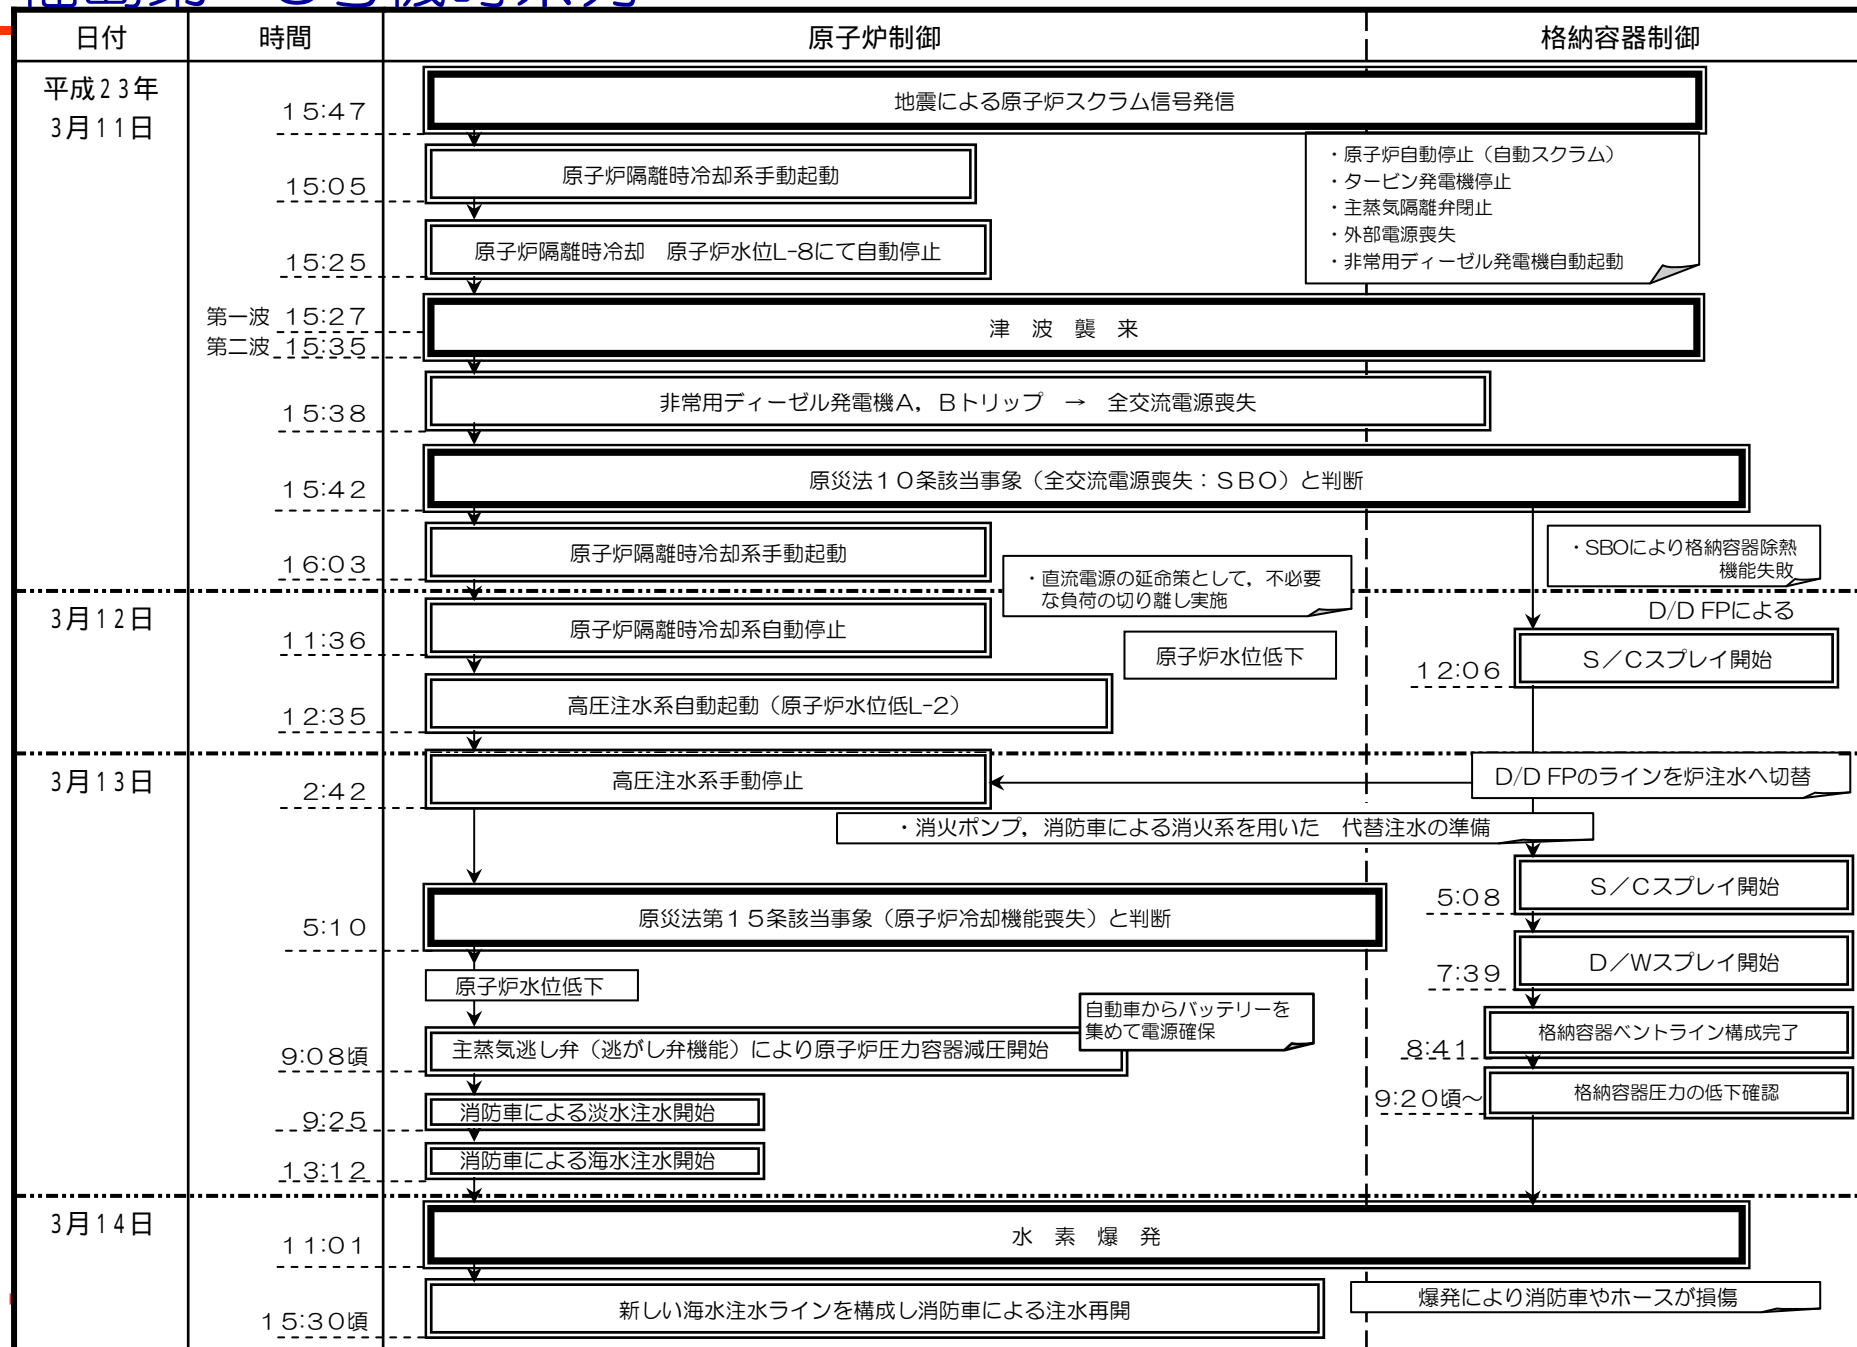 日付 時間 原子炉制御 格納容器制御
平成23年
3月11日
15:47 地震による原子炉スクラム信号発信
・原子炉自動停止（自動スクラム）
・タービン発電機停止
・主蒸気隔離弁閉止
・外部電源喪失
・非常用ディーゼル発電機自動起動
15:05 原子炉隔離時冷却系手動起動
15:25 原子炉隔離時冷却　原子炉水位L-8にて自動停止
第一波 15:27
第二波 15:35
津　波　襲　来
15:38 非常用ディーゼル発電機A，Bトリップ　→　全交流電源喪失
15:42 原災法１０条該当事象（全交流電源喪失：ＳＢＯ）と判断
16:03 原子炉隔離時冷却系手動起動
・SBOにより格納容器除熱
機能失敗
・直流電源の延命策として，不必要
な負荷の切り離し実施
3月12日
11:36 原子炉隔離時冷却系自動停止
原子炉水位低下
D/D FPによる
12:06 S／Cスプレイ開始
12:35 高圧注水系自動起動（原子炉水位低L-2）
3月13日
2:42 高圧注水系手動停止
D/D FPのラインを炉注水へ切替
・消火ポンプ，消防車による消火系を用いた　代替注水の準備
5:08 S／Cスプレイ開始
5:10 原災法第１５条該当事象（原子炉冷却機能喪失）と判断
7:39 D／Wスプレイ開始
原子炉水位低下
自動車からバッテリーを
集めて電源確保
8:41 格納容器ベントライン構成完了
9:08頃 主蒸気逃し弁（逃がし弁機能）により原子炉圧力容器減圧開始
9:20頃～ 格納容器圧力の低下確認
9:25 消防車による淡水注水開始
13:12 消防車による海水注水開始
3月14日
11:01 水　素　爆　発
15:30頃 新しい海水注水ラインを構成し消防車による注水再開
爆発により消防車やホースが損傷